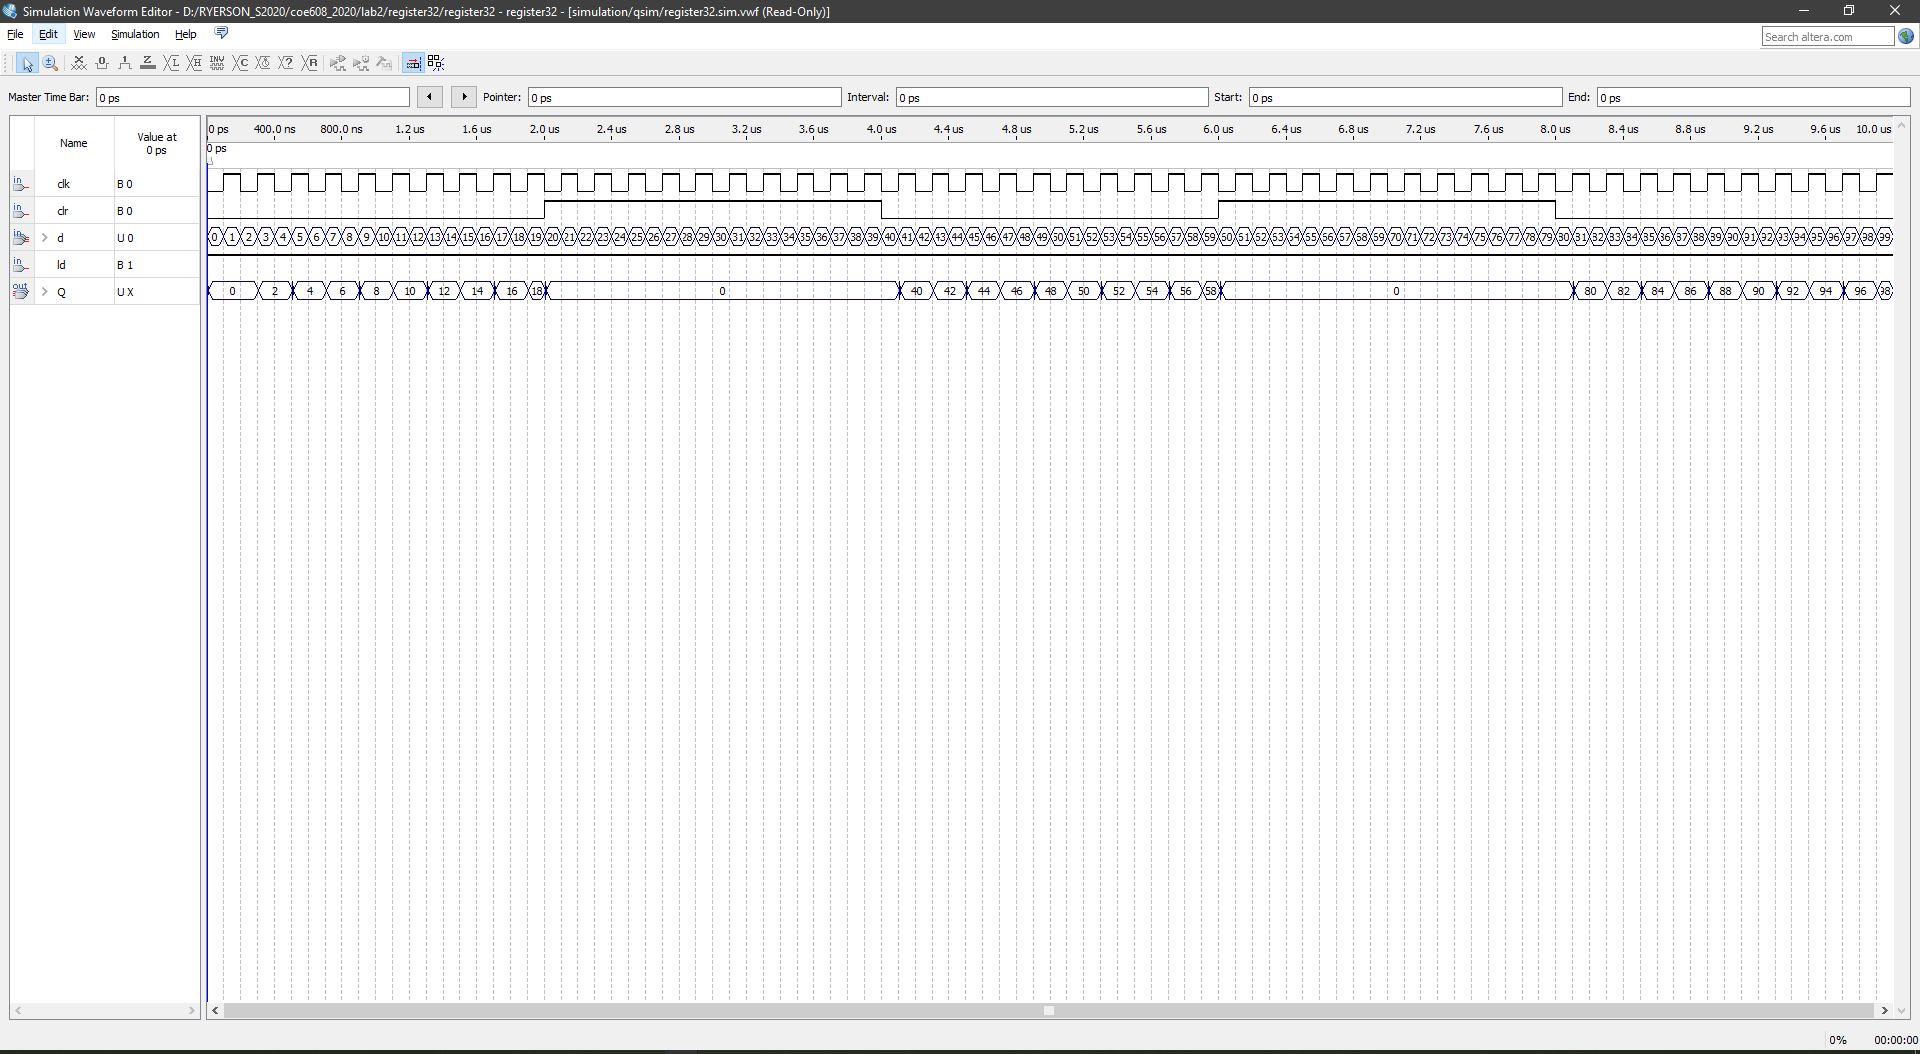 Simulation Waveform Editor - D:/RYERSON_S2020/coe608_2020/lab2/register32/register32 - register32 - [simulation/qsim/register32.sim.vwf (Read-Only)]
File Edit View Simulation Help
Search altera.com
Master Time Bar: 0 ps Pointer: 0 ps Interval: 0 ps Start: 0 ps End: 0 ps
Name Value at 0 ps
0 ps 400.0 ns 800.0 ns 1.2 us 1.6 us 2.0 us 2.4 us 2.8 us 3.2 us 3.6 us 4.0 us 4.4 us 4.8 us 5.2 us 5.6 us 6.0 us 6.4 us 6.8 us 7.2 us 7.6 us 8.0 us 8.4 us 8.8 us 9.2 us 9.6 us 10.0 us
0 ps
in clk B 0
in clr B 0
in d U 0 0 1 2 3 4 5 6 7 8 9 10 11 12 13 14 15 16 17 18 19 20 21 22 23 24 25 26 27 28 29 30 31 32 33 34 35 36 37 38 39 40 41 42 43 44 45 46 47 48 49 50 51 52 53 54 55 56 57 58 59 60 61 62 63 64 65 66 67 68 69 70 71 72 73 74 75 76 77 78 79 80 81 82 83 84 85 86 87 88 89 90 91 92 93 94 95 96 97 98 99
in ld B 1
out Q U X 0 2 4 6 8 10 12 14 16 18 0 40 42 44 46 48 50 52 54 56 58 0 80 82 84 86 88 90 92 94 96 98
0% 00:00:00